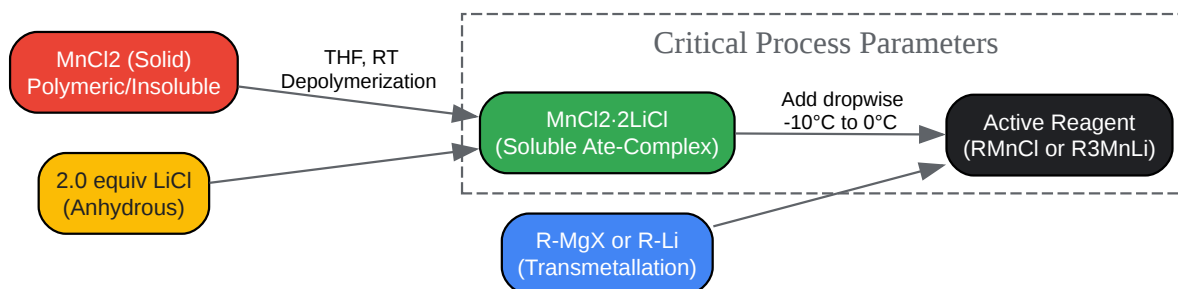 MnCl2 (Solid)
Polymeric/Insoluble
THF, RT
Depolymerization
2.0 equiv LiCl
(Anhydrous)
Critical Process Parameters
MnCl2·2LiCl
(Soluble Ate-Complex)
Add dropwise
-10°C to 0°C
Active Reagent
(RMnCl or R3MnLi)
R-MgX or R-Li
(Transmetallation)